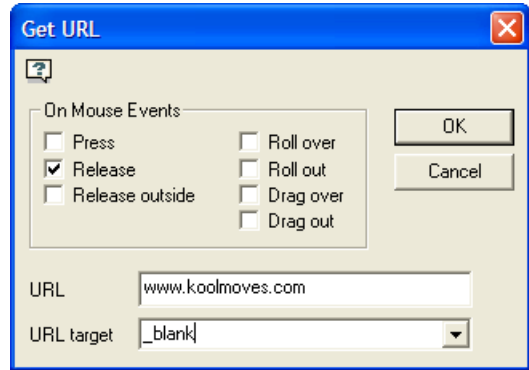 Get URL
On Mouse Events
Press
Roll over
Release
Roll out
Release outside
Drag over
Drag out
OK
Cancel
URL
www.koolmoves.com
URL target
_blank